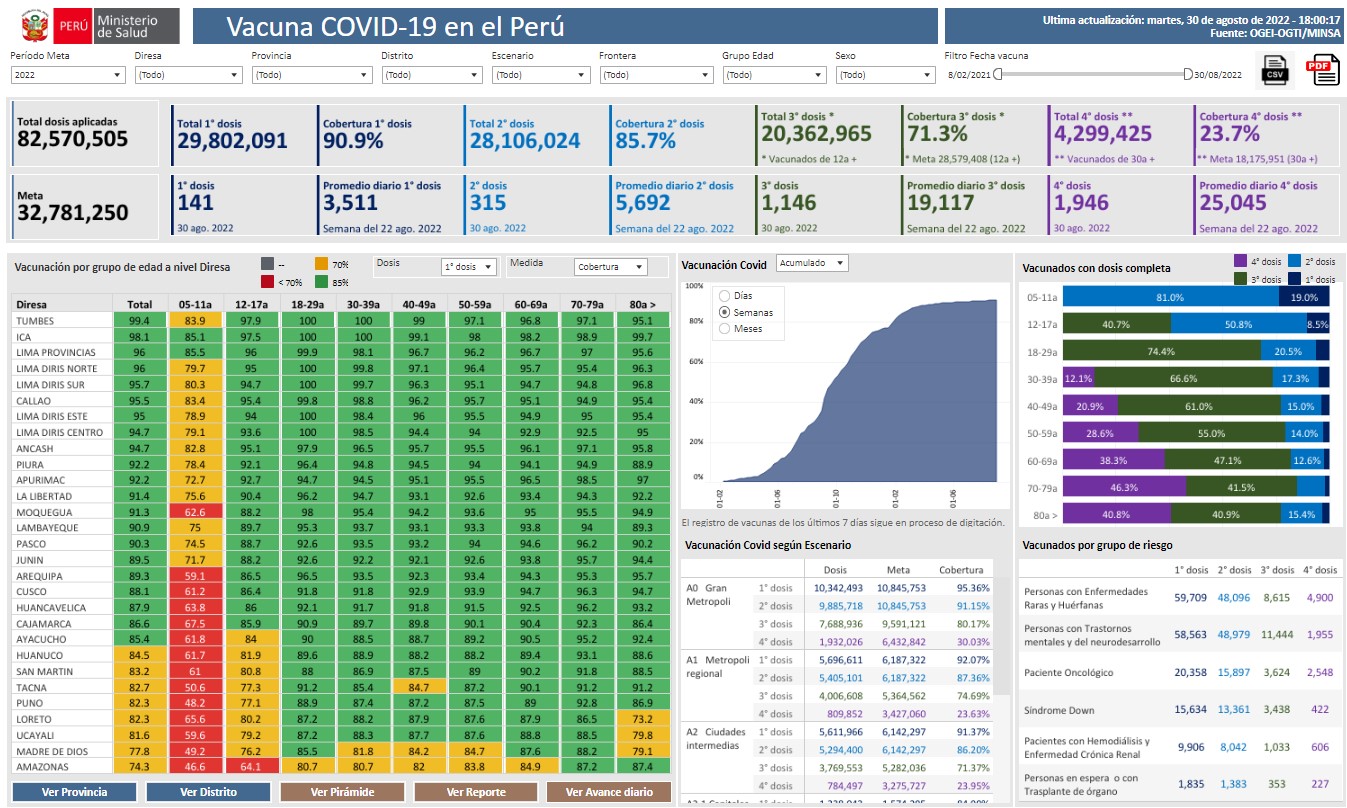 PERÚ
Ministerio
de Salud
Vacuna COVID-19 en el Perú
Ultima actualización: martes, 30 de agosto de 2022 - 18:00:17
Fuente: OGEI-OGTI/MINSA
Período Meta Diresa Provincia Distrito Escenario Frontera Grupo Edad Sexo Filtro Fecha vacuna
2022 (Todo) (Todo) (Todo) (Todo) (Todo) (Todo) (Todo) 8/02/2021 30/08/2022
CSV PDF
Total dosis aplicadas
82,570,505
Total 1° dosis
29,802,091
Cobertura 1° dosis
90.9%
Total 2° dosis
28,106,024
Cobertura 2° dosis
85.7%
Total 3° dosis *
20,362,965
* Vacunados de 12a +
Cobertura 3° dosis *
71.3%
* Meta 28,579,408 (12a +)
Total 4° dosis **
4,299,425
** Vacunados de 30a +
Cobertura 4° dosis **
23.7%
** Meta 18,175,951 (30a +)
Meta
32,781,250
1° dosis
141
30 ago. 2022
Promedio diario 1° dosis
3,511
Semana del 22 ago. 2022
2° dosis
315
30 ago. 2022
Promedio diario 2° dosis
5,692
Semana del 22 ago. 2022
3° dosis
1,146
30 ago. 2022
Promedio diario 3° dosis
19,117
Semana del 22 ago. 2022
4° dosis
1,946
30 ago. 2022
Promedio diario 4° dosis
25,045
Semana del 22 ago. 2022
Vacunación por grupo de edad a nivel Diresa
-- 70%
< 70% 85%
Dosis 1° dosis
Medida Cobertura
Diresa Total 05-11a 12-17a 18-29a 30-39a 40-49a 50-59a 60-69a 70-79a 80a >
TUMBES 99.4 83.9 97.9 100 100 99 97.1 96.8 97.1 95.1
ICA 98.1 85.1 97.5 100 100 99.1 98 98.2 98.9 99.7
LIMA PROVINCIAS 96 85.5 96 99.9 98.1 96.7 96.2 96.7 97 95.6
LIMA DIRIS NORTE 96 79.7 95 100 99.8 97.1 96.4 95.7 95.4 96.3
LIMA DIRIS SUR 95.7 80.3 94.7 100 99.7 96.3 95.1 94.7 94.8 96.8
CALLAO 95.5 83.4 95.4 99.8 98.8 96.2 95.7 95.1 94.9 95.4
LIMA DIRIS ESTE 95 78.9 94 100 98.4 96 95.5 94.9 95 95.4
LIMA DIRIS CENTRO 94.7 79.1 93.6 100 98.5 94.4 94 92.9 92.5 95
ANCASH 94.7 82.8 95.1 97.9 96.5 95.7 95.5 96.1 97.1 95.8
PIURA 92.2 78.4 92.1 96.4 94.8 94.5 94 94.1 94.9 88.9
APURIMAC 92.2 72.7 92.7 94.7 94.5 95.1 95.5 96.5 98.5 97
LA LIBERTAD 91.4 75.6 90.4 96.2 94.7 93.1 92.6 93.4 94.3 92.2
MOQUEGUA 91.3 62.6 88.2 98 95.4 94.2 93.6 95 95.5 94.9
LAMBAYEQUE 90.9 75 89.7 95.3 93.7 93.1 93.3 93.8 94 89.3
PASCO 90.3 74.5 88.7 92.6 93.5 93.2 94 94.6 96.2 90.2
JUNIN 89.5 71.7 88.2 92.6 92.2 92.1 92.6 93.8 95.7 94.4
AREQUIPA 89.3 59.1 86.5 96.5 93.5 92.3 93.4 94.3 95.3 95.7
CUSCO 88.1 61.2 86.4 91.8 91.8 92.9 93.2 94.9 96.3 94.7
HUANCAVELICA 87.9 63.8 86 92.1 91.7 91.8 91.5 92.5 96.2 93.2
CAJAMARCA 86.6 67.5 85.9 90.9 89.7 89.8 90.1 90.4 92.3 86.4
AYACUCHO 85.4 61.8 84 90 88.5 88.7 89.2 90.5 95.2 92.4
HUANUCO 84.5 61.7 81.9 89.6 88.9 88.2 88.2 89.4 93.1 88.6
SAN MARTIN 83.2 61 80.8 88 86.9 87.5 89 90.2 91.8 88.5
TACNA 82.7 50.6 77.3 91.2 85.4 84.7 87.2 90.1 91.2 91.2
PUNO 82.3 48.2 77.1 88.9 87.4 87.2 87.5 89 92.8 86.9
LORETO 82.3 65.6 80.2 87.2 88.2 87.9 87.6 87.9 86.5 73.2
UCAYALI 81.6 59.6 79.2 87.2 87.7 87.6 88.8 88.5 79.8
MADRE DE DIOS 77.8 49.2 76.2 85.5 81.8 84.2 84.7 87.6 88.2 79.1
AMAZONAS 74.3 46.6 64.1 80.7 80.7 82 83.8 84.9 87.2 87.4
Ver Provincia Ver Distrito Ver Pirámide Ver Reporte Ver Avance diario
Vacunación Covid Acumulado
Días
Semanas
Meses
100%
80%
60%
40%
20%
0%
01-02 01-06 01-10 01-02 01-06
El registro de vacunas de los últimos 7 días sigue en proceso de digitación.
Vacunación Covid según Escenario
Dosis Meta Cobertura
A0 Gran Metropoli
1° dosis 10,342,493 10,845,753 95.36%
2° dosis 9,885,718 10,845,753 91.15%
3° dosis 7,688,936 9,591,121 80.17%
4° dosis 1,932,026 6,432,842 30.03%
A1 Metropoli regional
1° dosis 5,696,611 6,187,322 92.07%
2° dosis 5,405,101 6,187,322 87.36%
3° dosis 4,006,608 5,364,562 74.69%
4° dosis 809,852 3,427,060 23.63%
A2 Ciudades intermedias
1° dosis 5,611,966 6,142,297 91.37%
2° dosis 5,294,400 6,142,297 86.20%
3° dosis 3,769,553 5,282,036 71.37%
4° dosis 784,497 3,275,727 23.95%
Vacunados con dosis completa
4° dosis 2° dosis
3° dosis 1° dosis
05-11a 81.0% 19.0%
12-17a 40.7% 50.8% 8.5%
18-29a 74.4% 20.5%
30-39a 12.1% 66.6% 17.3%
40-49a 20.9% 61.0% 15.0%
50-59a 28.6% 55.0% 14.0%
60-69a 38.3% 47.1% 12.6%
70-79a 46.3% 41.5%
80a > 40.8% 40.9% 15.4%
Vacunados por grupo de riesgo
1° dosis 2° dosis 3° dosis 4° dosis
Personas con Enfermedades
Raras y Huérfanas 59,709 48,096 8,615 4,900
Personas con Trastornos
mentales y del neurodesarrollo 58,563 48,979 11,444 1,955
Paciente Oncológico 20,358 15,897 3,624 2,548
Síndrome Down 15,634 13,361 3,438 422
Pacientes con Hemodiálisis y
Enfermedad Crónica Renal 9,906 8,042 1,033 606
Personas en espera o con
Trasplante de órgano 1,835 1,383 353 227